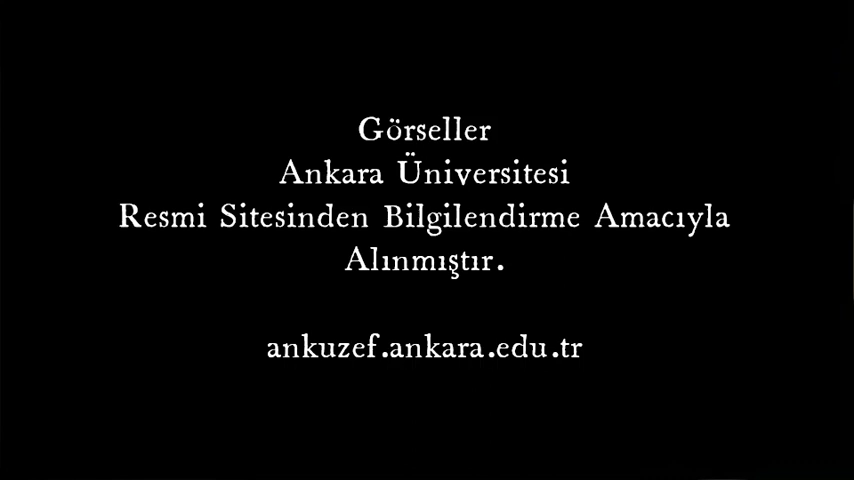 Görseller
Ankara Üniversitesi
Resmi Sitesinden Bilgilendirme Amacıyla
Alınmıştır.
ankuzef.ankara.edu.tr